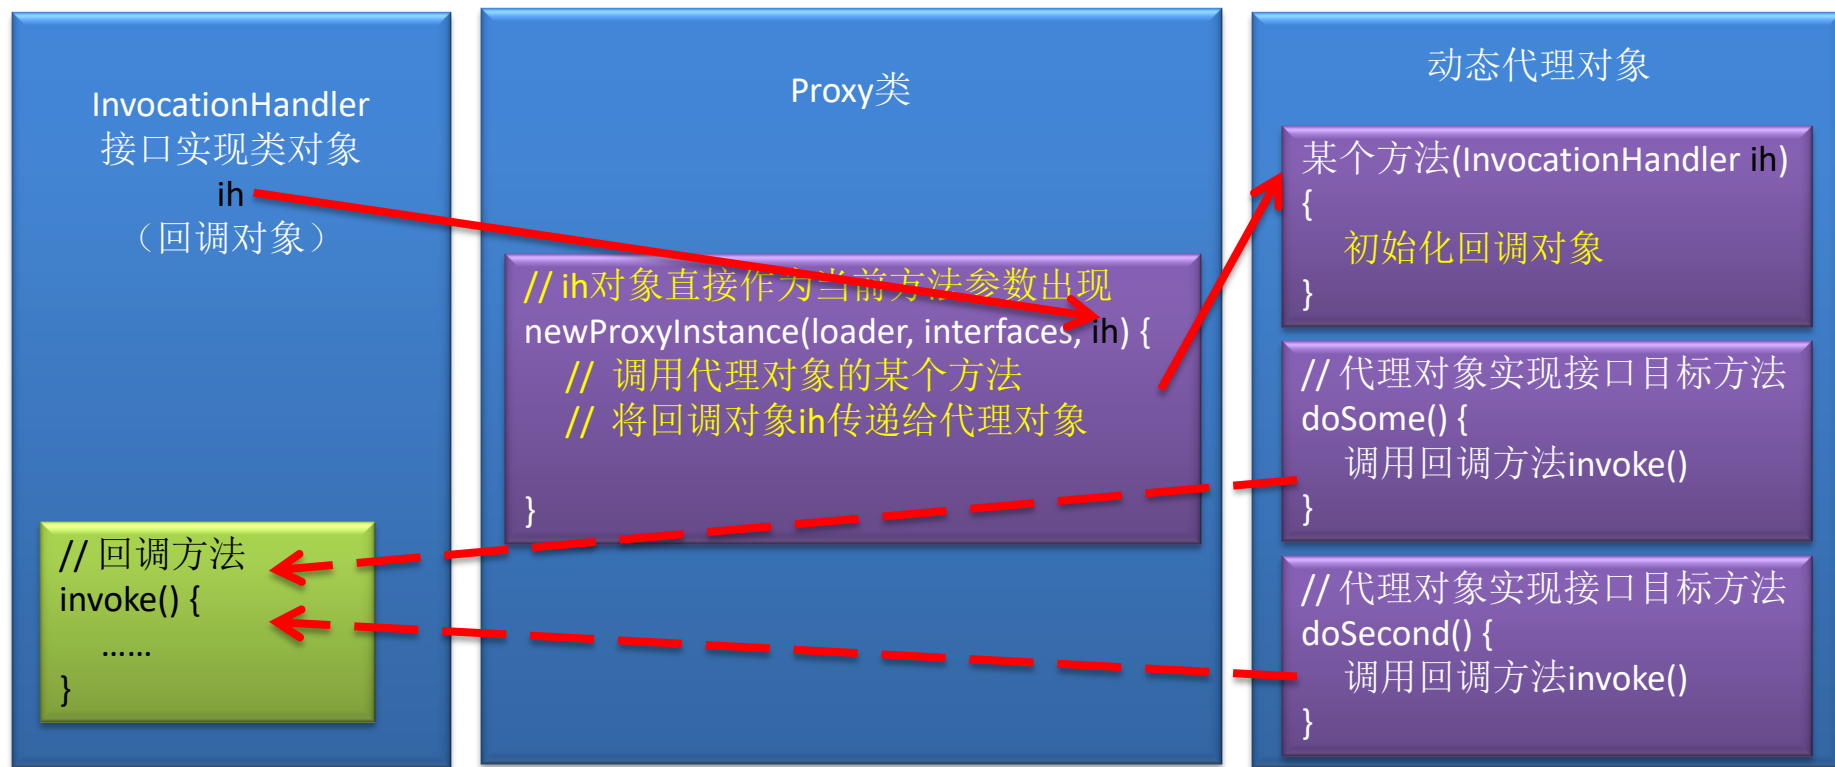 InvocationHandler
接口实现类对象
ih
（回调对象）
// 回调方法
invoke() {
......
}
Proxy类
// ih对象直接作为当前方法参数出现
newProxyInstance(loader, interfaces, ih) {
// 调用代理对象的某个方法
// 将回调对象ih传递给代理对象
}
动态代理对象
某个方法(InvocationHandler ih)
{
初始化回调对象
}
// 代理对象实现接口目标方法
doSome() {
调用回调方法invoke()
}
// 代理对象实现接口目标方法
doSecond() {
调用回调方法invoke()
}